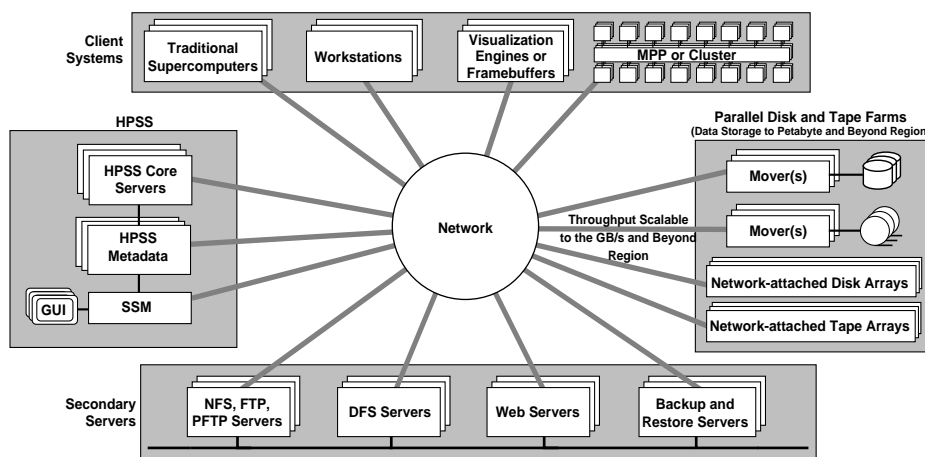 Client
Systems
Traditional
Supercomputers
Workstations
Visualization
Engines or
Framebuffers
MPP or Cluster
HPSS
HPSS Core
Servers
HPSS
Metadata
GUI
SSM
Network
Throughput Scalable
to the GB/s and Beyond
Region
Parallel Disk and Tape Farms
(Data Storage to Petabyte and Beyond Region
Mover(s)
Mover(s)
Network-attached Disk Arrays
Network-attached Tape Arrays
Secondary
Servers
NFS, FTP,
PFTP Servers
DFS Servers
Web Servers
Backup and
Restore Servers